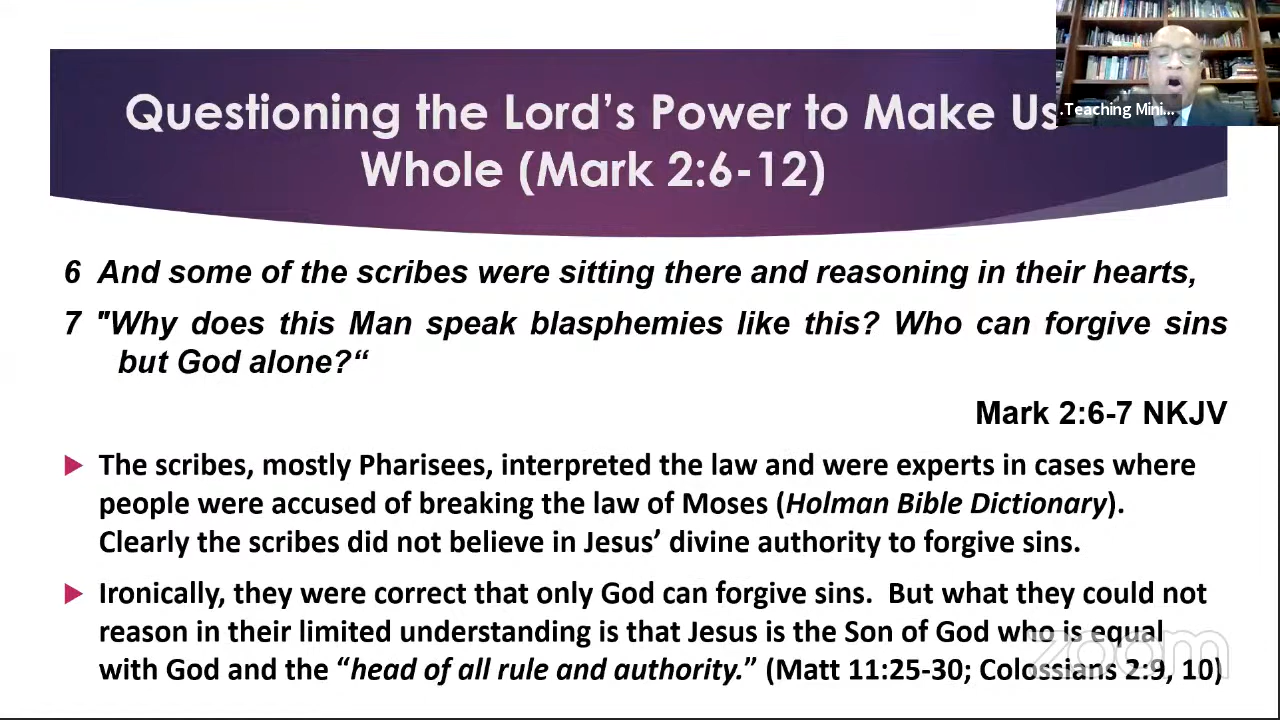 Questioning the Lord's Power to Make Us
Whole (Mark 2:6-12)
.Teaching Mini...
6 And some of the scribes were sitting there and reasoning in their hearts,
7 "Why does this Man speak blasphemies like this? Who can forgive sins
but God alone?“
Mark 2:6-7 NKJV
The scribes, mostly Pharisees, interpreted the law and were experts in cases where
people were accused of breaking the law of Moses (Holman Bible Dictionary).
Clearly the scribes did not believe in Jesus’ divine authority to forgive sins.
Ironically, they were correct that only God can forgive sins. But what they could not
reason in their limited understanding is that Jesus is the Son of God who is equal
with God and the “head of all rule and authority.” (Matt 11:25-30; Colossians 2:9, 10)
zoom